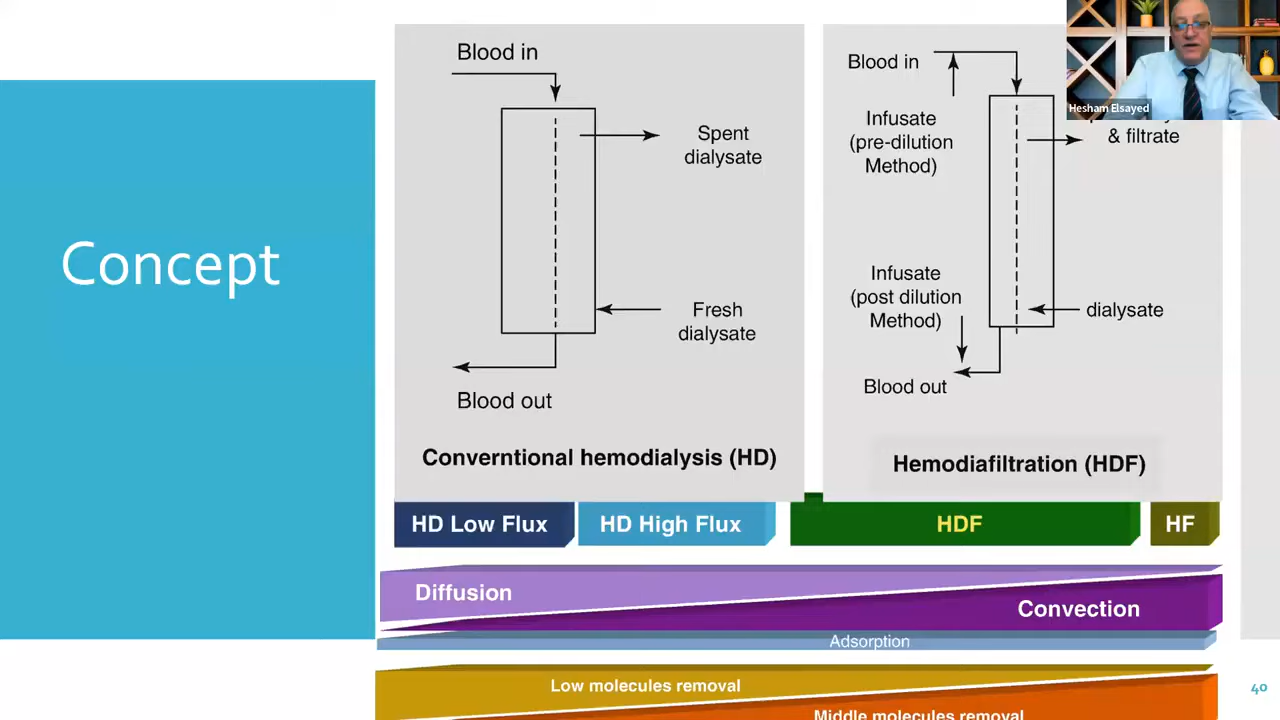 Concept
Blood in
Spent
dialysate
Fresh
dialysate
Blood out
Converntional hemodialysis (HD)
Blood in
Infusate
(pre-dilution
Method)
& filtrate
Infusate
(post dilution
Method)
dialysate
Blood out
Hemodiafiltration (HDF)
Hesham Elsayed
HD Low Flux
HD High Flux
HDF
HF
Diffusion
Convection
Adsorption
Low molecules removal
Middle molecules removal
40